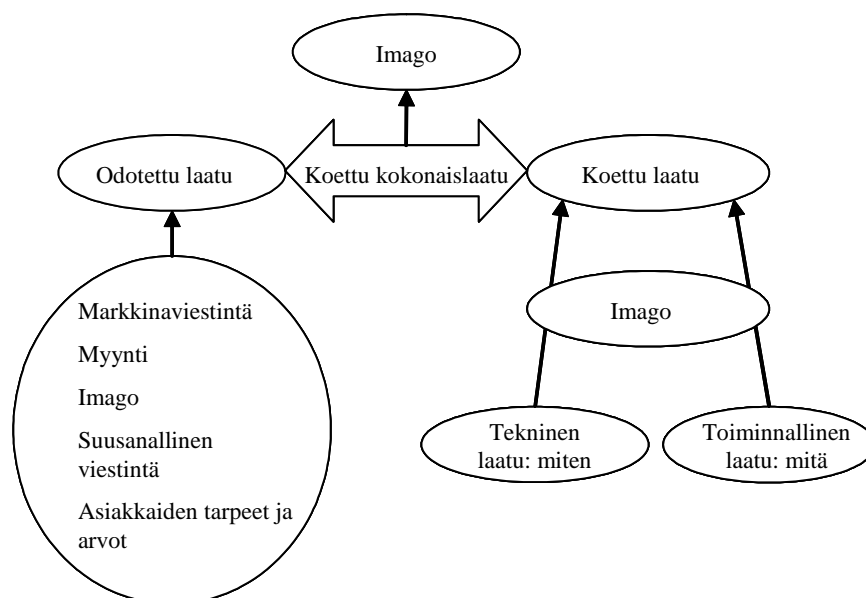 Imago
Odotettu laatu
Koettu kokonaislaatu
Koettu laatu
Markkinaviestintä
Myynti
Imago
Suusanallinen
viestintä
Asiakkaiden tarpeet ja
arvot
Imago
Tekninen
laatu: miten
Toiminnallinen
laatu: mitä